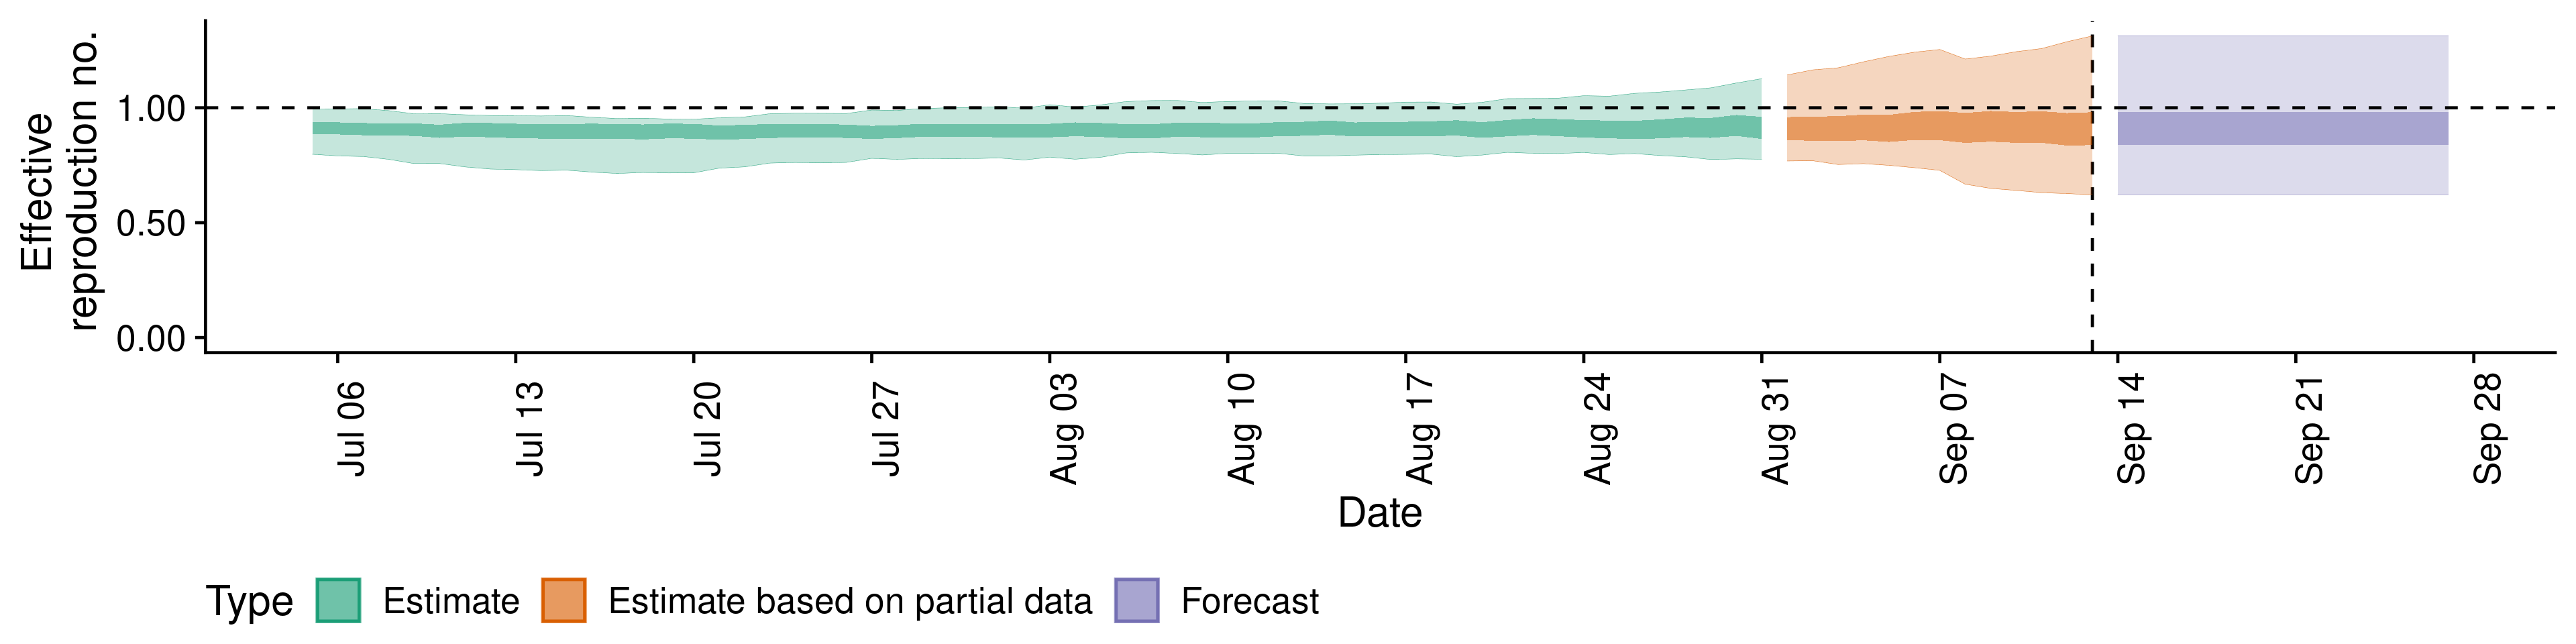 Effective
reproduction no.
1.00
0.50
0.00
Jul 06
Jul 13
Jul 20
Jul 27
Aug 03
Aug 10
Aug 17
Aug 24
Aug 31
Sep 07
Sep 14
Sep 21
Sep 28
Date
Type Estimate Estimate based on partial data Forecast